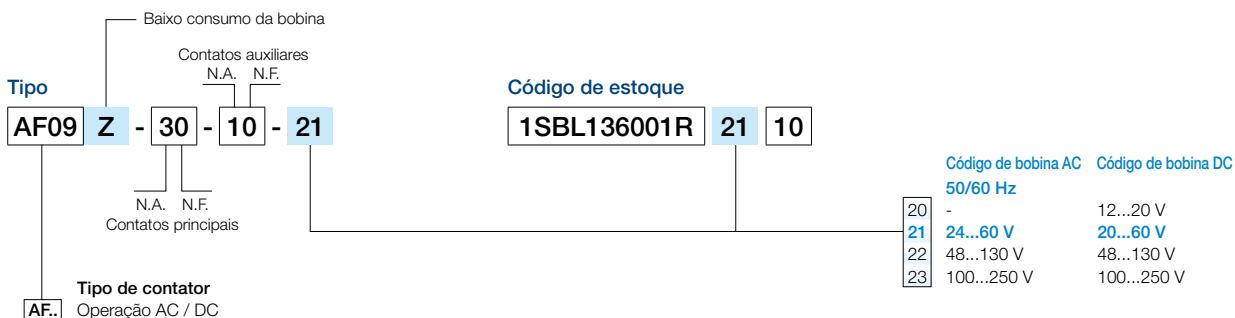 Baixo consumo da bobina
Contatos auxiliares
N.A. N.F.
Tipo
AF09 Z - 30 - 10 - 21
N.A. N.F.
Contatos principais
Tipo de contator
AF.. Operação AC / DC
Código de estoque
1SBL136001R 21 10
Código de bobina AC Código de bobina DC
50/60 Hz
20 - 12...20 V
21 24...60 V 20...60 V
22 48...130 V 48...130 V
23 100...250 V 100...250 V